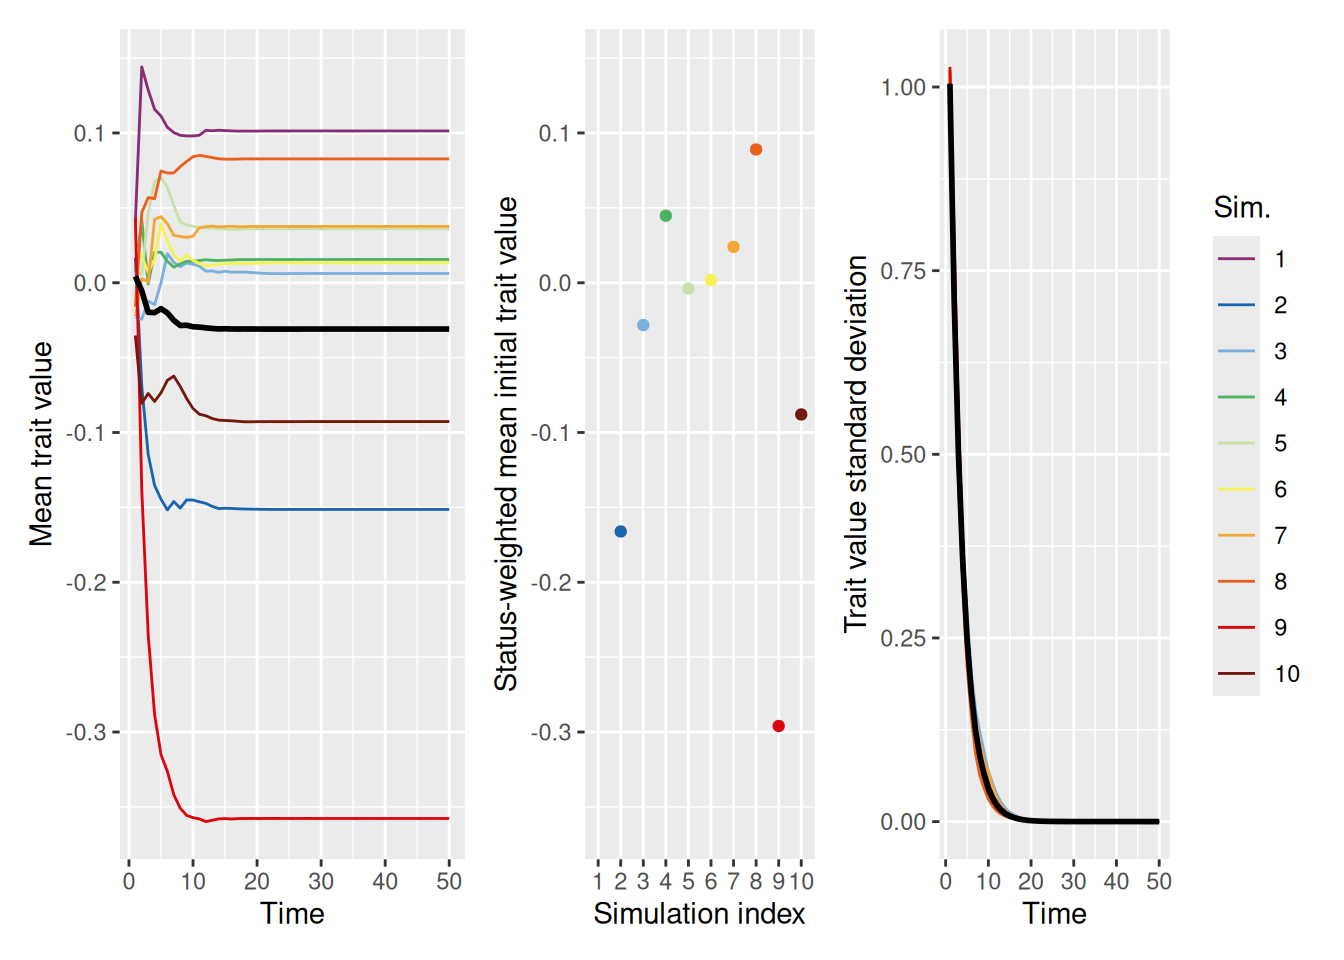 Mean trait value
0.1
0.0
-0.1
-0.2
-0.3
0 10 20 30 40 50
Time
Status-weighted mean initial trait value
0.1
0.0
-0.1
-0.2
-0.3
1 2 3 4 5 6 7 8 9 10
Simulation index
Trait value standard deviation
1.00
0.75
0.50
0.25
0.00
0 10 20 30 40 50
Time
Sim.
1
2
3
4
5
6
7
8
9
10